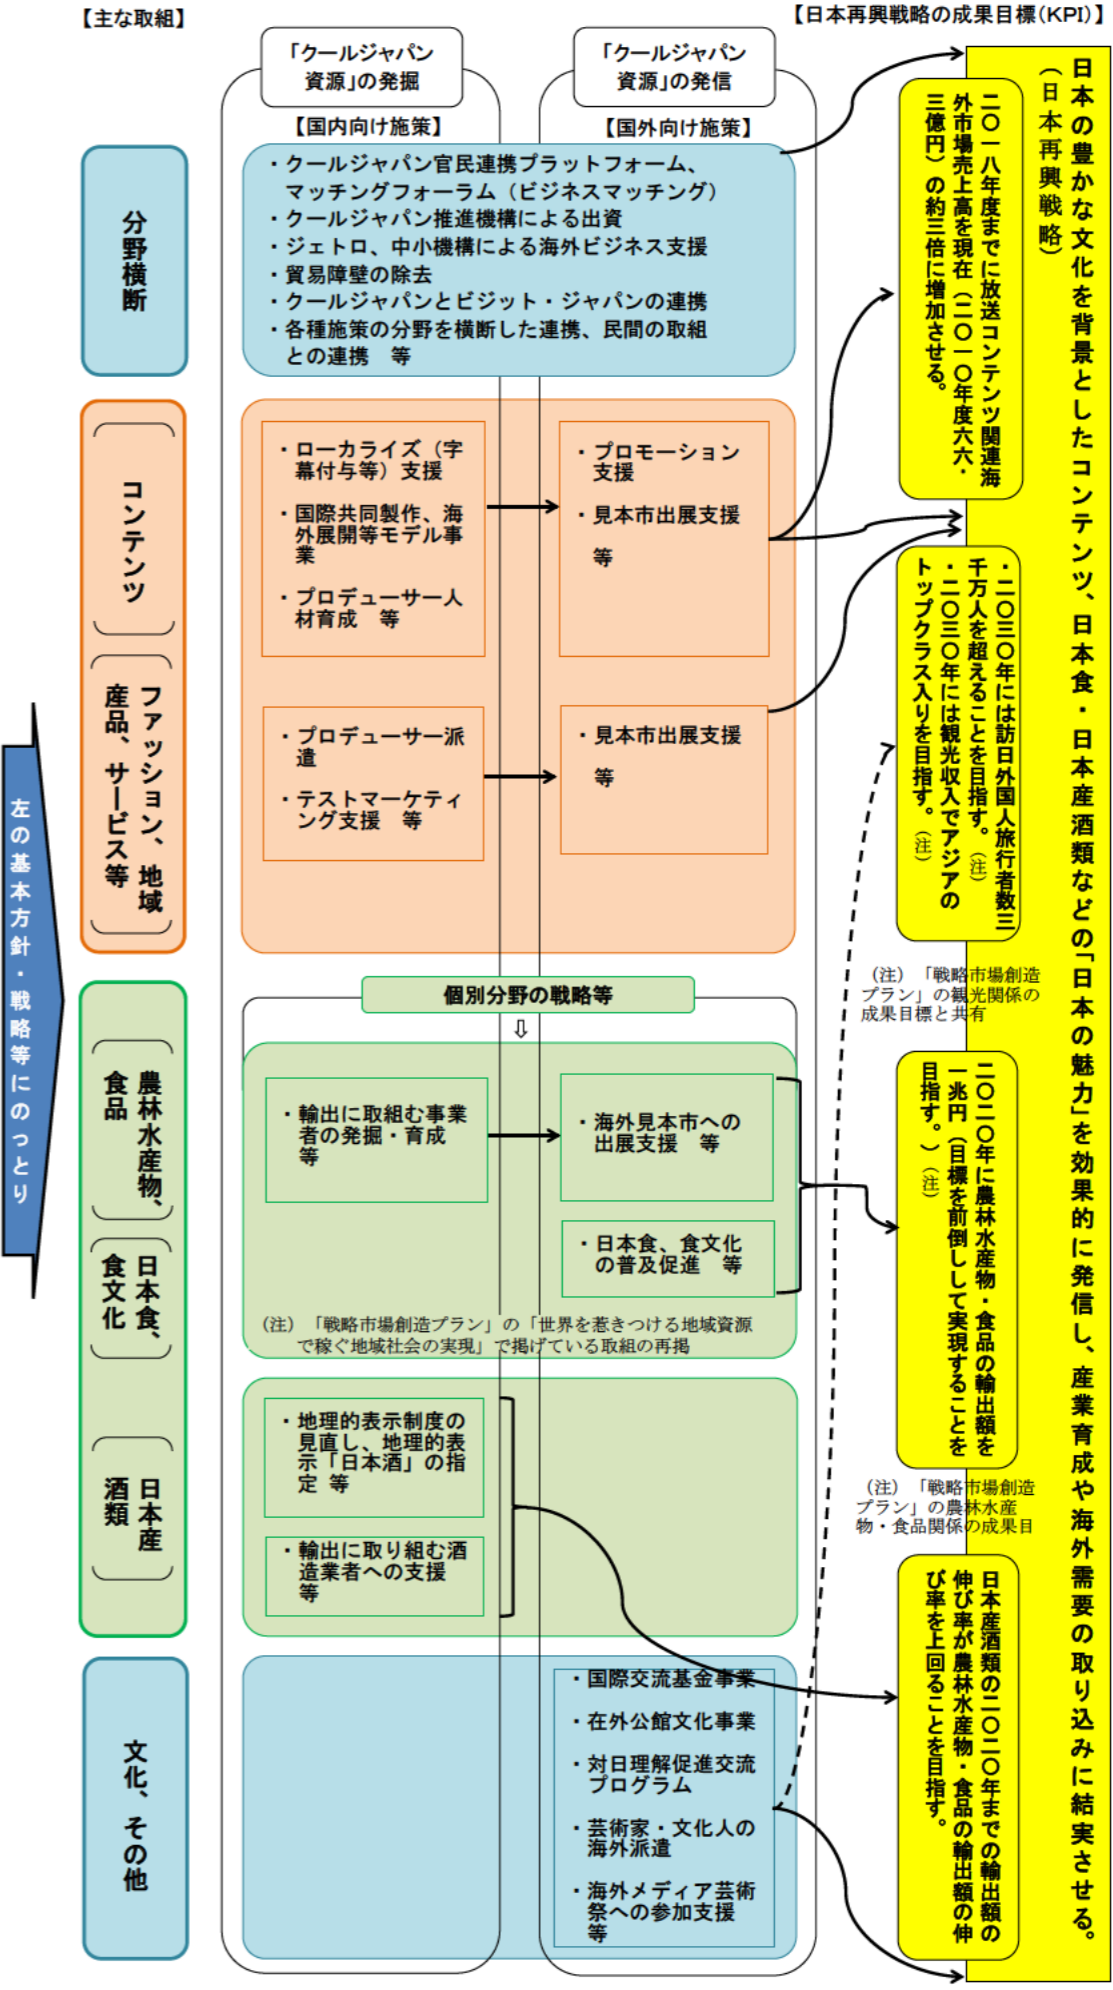 【主な取組】
【日本再興戦略の成果目標(KPI)】
「クールジャパン
資源」の発掘
「クールジャパン
資源」の発信
【国内向け施策】
【国外向け施策】
左の基本方針・戦略等にのっとり
分野横断
・クールジャパン官民連携プラットフォーム、
マッチングフォーラム（ビジネスマッチング）
・クールジャパン推進機構による出資
・ジェトロ、中小機構による海外ビジネス支援
・貿易障壁の除去
・クールジャパンとビジット・ジャパンの連携
・各種施策の分野を横断した連携、民間の取組
との連携　等
コンテンツ
・ローカライズ（字
幕付与等）支援
・国際共同製作、海
外展開等モデル事
業
・プロデューサー人
材育成　等
・プロモーション
支援
・見本市出展支援
等
ファッション、地域
産品、サービス等
・プロデューサー派
遣
・テストマーケティ
ング支援　等
・見本市出展支援
等
個別分野の戦略等
⇩
農林水産物、
食品
・輸出に取組む事業
者の発掘・育成
等
・海外見本市への
出展支援　等
日本食、
食文化
・日本食、食文化
の普及促進　等
（注）「戦略市場創造プラン」の「世界を惹きつける地域資源
で稼ぐ地域社会の実現」で掲げている取組の再掲
日本産
酒類
・地理的表示制度の
見直し、地理的表
示「日本酒」の指
定 等
・輸出に取り組む酒
造業者への支援
等
文化、その他
・国際交流基金事業
・在外公館文化事業
・対日理解促進交流
プログラム
・芸術家・文化人の
海外派遣
・海外メディア芸術
祭への参加支援
等
日本の豊かな文化を背景としたコンテンツ、日本食・日本産酒類などの「日本の魅力」を効果的に発信し、産業育成や海外需要の取り込みに結実させる。
（日本再興戦略）
二〇一八年度までに放送コンテンツ関連海
外市場売上高を現在（二〇一〇年度六六・
三億円）の約三倍に増加させる。
・二〇三〇年には訪日外国人旅行者数三
千万人を超えることを目指す。（注）
・二〇三〇年には観光収入でアジアの
トップクラス入りを目指す。（注）
（注）「戦略市場創造
プラン」の観光関係の
成果目標と共有
二〇二〇年に農林水産物・食品の輸出額を
一兆円（目標を前倒しして実現することを
目指す。）（注）
（注）「戦略市場創造
プラン」の農林水産
物・食品関係の成果目
日本産酒類の二〇二〇年までの輸出額の
伸び率が農林水産物・食品の輸出額の伸
び率を上回ることを目指す。